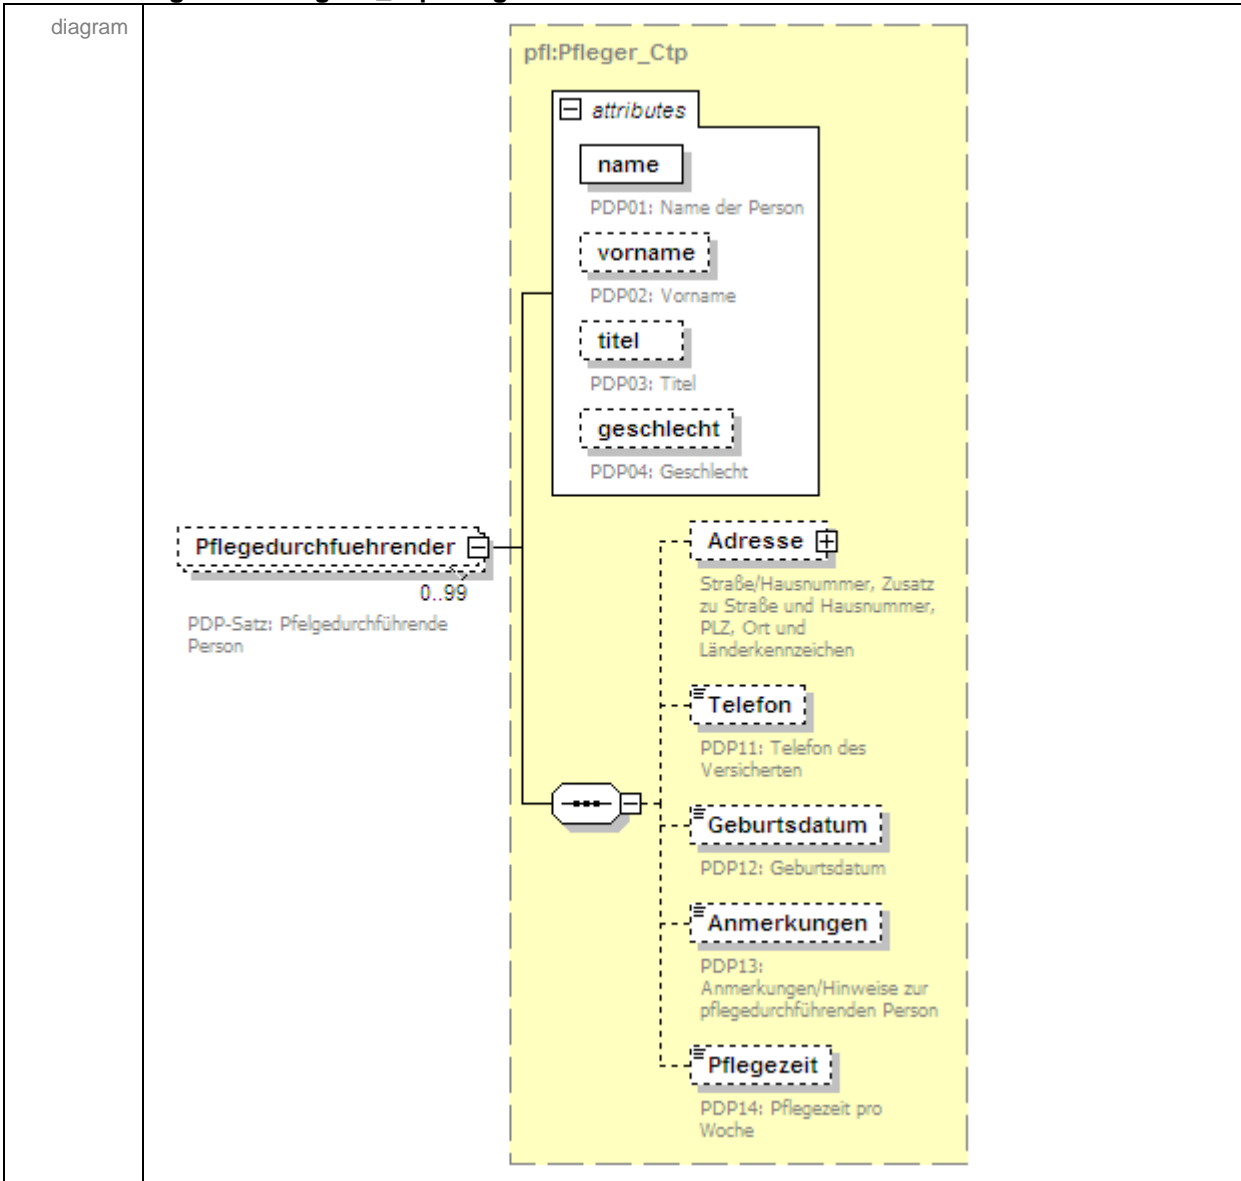 diagram
pfl:Pfleger_Ctp
attributes
name
PDP01: Name der Person
vorname
PDP02: Vorname
titel
PDP03: Titel
geschlecht
PDP04: Geschlecht
Pflegedurchfuehrender
0..99
PDP-Satz: Pfelgedurchführende
Person
Adresse
Straße/Hausnummer, Zusatz
zu Straße und Hausnummer,
PLZ, Ort und
Länderkennzeichen
Telefon
PDP11: Telefon des
Versicherten
Geburtsdatum
PDP12: Geburtsdatum
Anmerkungen
PDP13:
Anmerkungen/Hinweise zur
pflegedurchführenden Person
Pflegezeit
PDP14: Pflegezeit pro
Woche